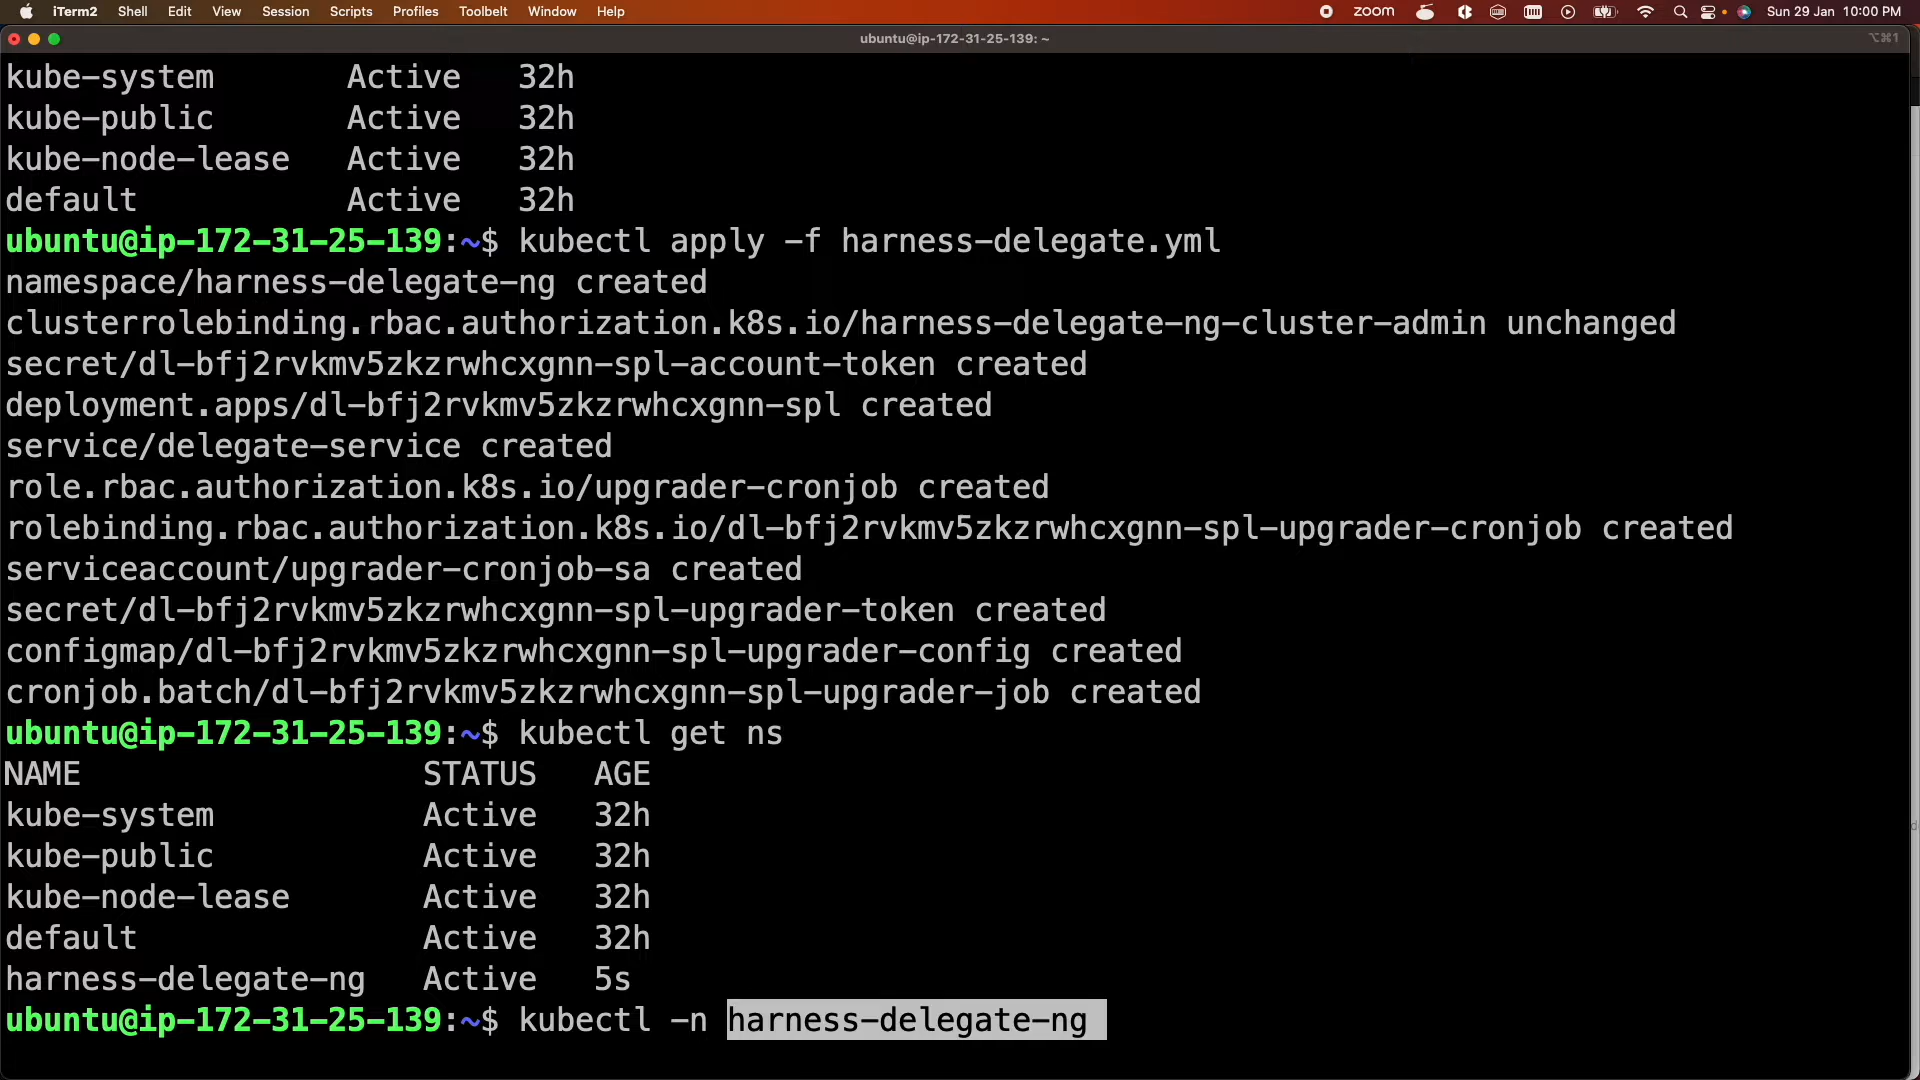 iTerm2 Shell Edit View Session Scripts Profiles Toolbelt Window Help zoom Sun 29 Jan 10:00 PM
ubuntu@ip-172-31-25-139: ~ ⌥⌘1
kube-system Active 32h
kube-public Active 32h
kube-node-lease Active 32h
default Active 32h
ubuntu@ip-172-31-25-139:~$ kubectl apply -f harness-delegate.yml
namespace/harness-delegate-ng created
clusterrolebinding.rbac.authorization.k8s.io/harness-delegate-ng-cluster-admin unchanged
secret/dl-bfj2rvkmv5zkzrwhcxgnn-spl-account-token created
deployment.apps/dl-bfj2rvkmv5zkzrwhcxgnn-spl created
service/delegate-service created
role.rbac.authorization.k8s.io/upgrader-cronjob created
rolebinding.rbac.authorization.k8s.io/dl-bfj2rvkmv5zkzrwhcxgnn-spl-upgrader-cronjob created
serviceaccount/upgrader-cronjob-sa created
secret/dl-bfj2rvkmv5zkzrwhcxgnn-spl-upgrader-token created
configmap/dl-bfj2rvkmv5zkzrwhcxgnn-spl-upgrader-config created
cronjob.batch/dl-bfj2rvkmv5zkzrwhcxgnn-spl-upgrader-job created
ubuntu@ip-172-31-25-139:~$ kubectl get ns
NAME STATUS AGE
kube-system Active 32h
kube-public Active 32h
kube-node-lease Active 32h
default Active 32h
harness-delegate-ng Active 5s
ubuntu@ip-172-31-25-139:~$ kubectl -n harness-delegate-ng